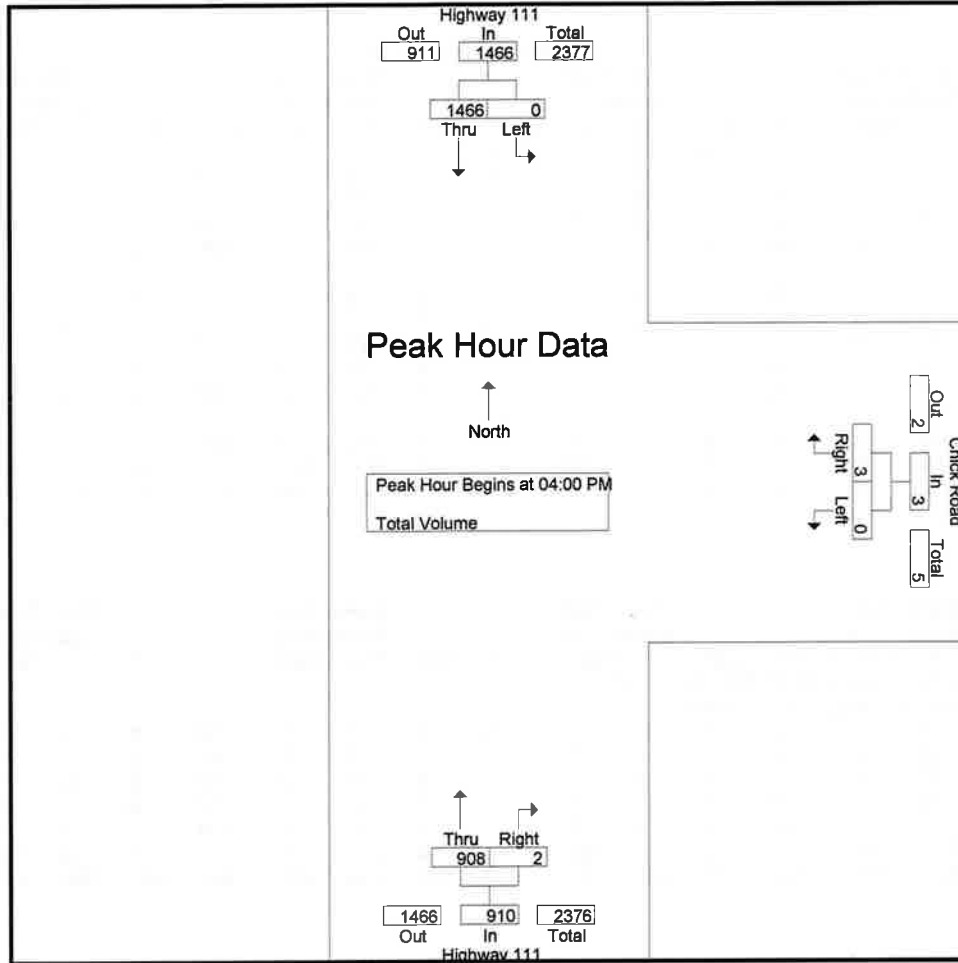 Highway 111
Out In Total
911 1466 2377
1466 0
Thru Left
Peak Hour Data
North
Peak Hour Begins at 04:00 PM
Total Volume
Chick Road
Out In Total
2 3 5
3 0
Right Left
Thru Right
908 2
1466 910 2376
Out In Total
Highway 111